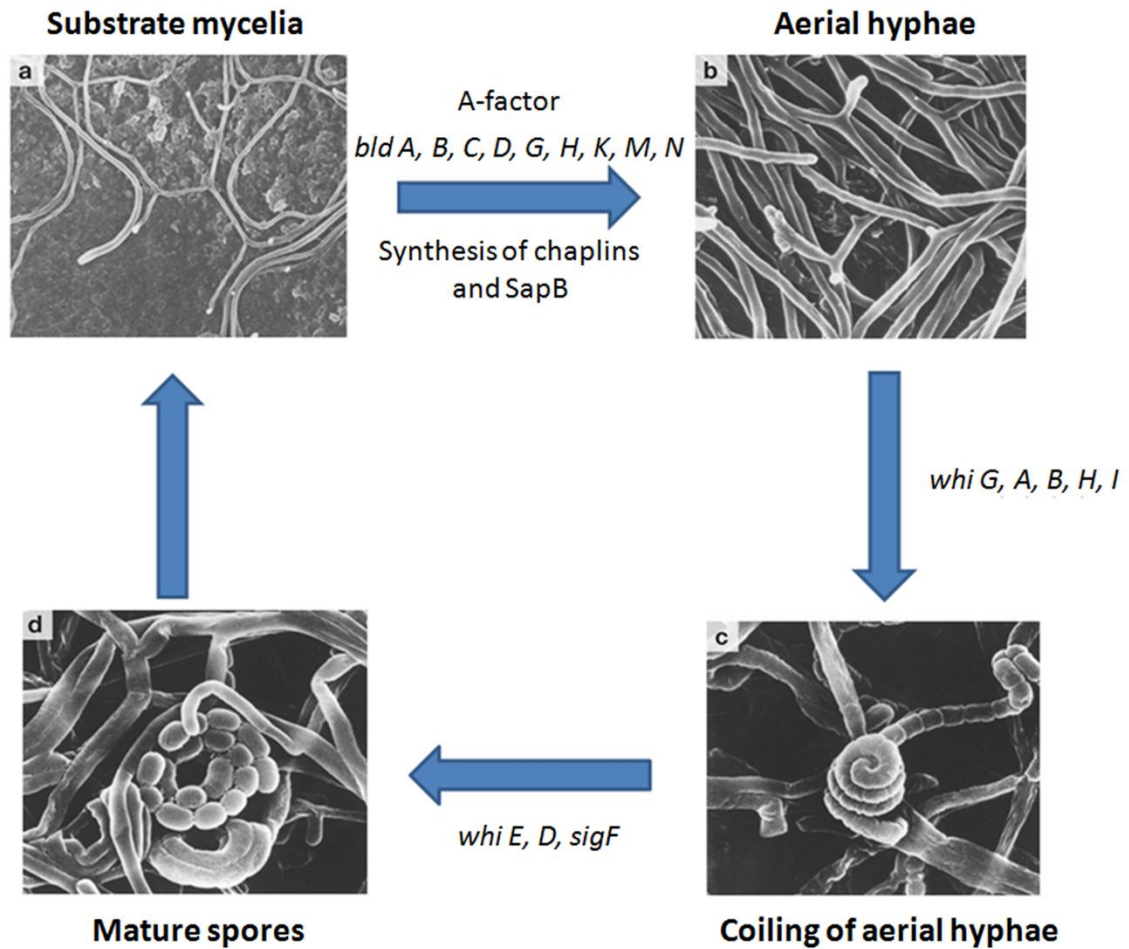 Substrate mycelia
Aerial hyphae
a
b
A-factor
bld A, B, C, D, G, H, K, M, N
Synthesis of chaplins
and SapB
whi G, A, B, H, I
d
c
whi E, D, sigF
Mature spores
Coiling of aerial hyphae